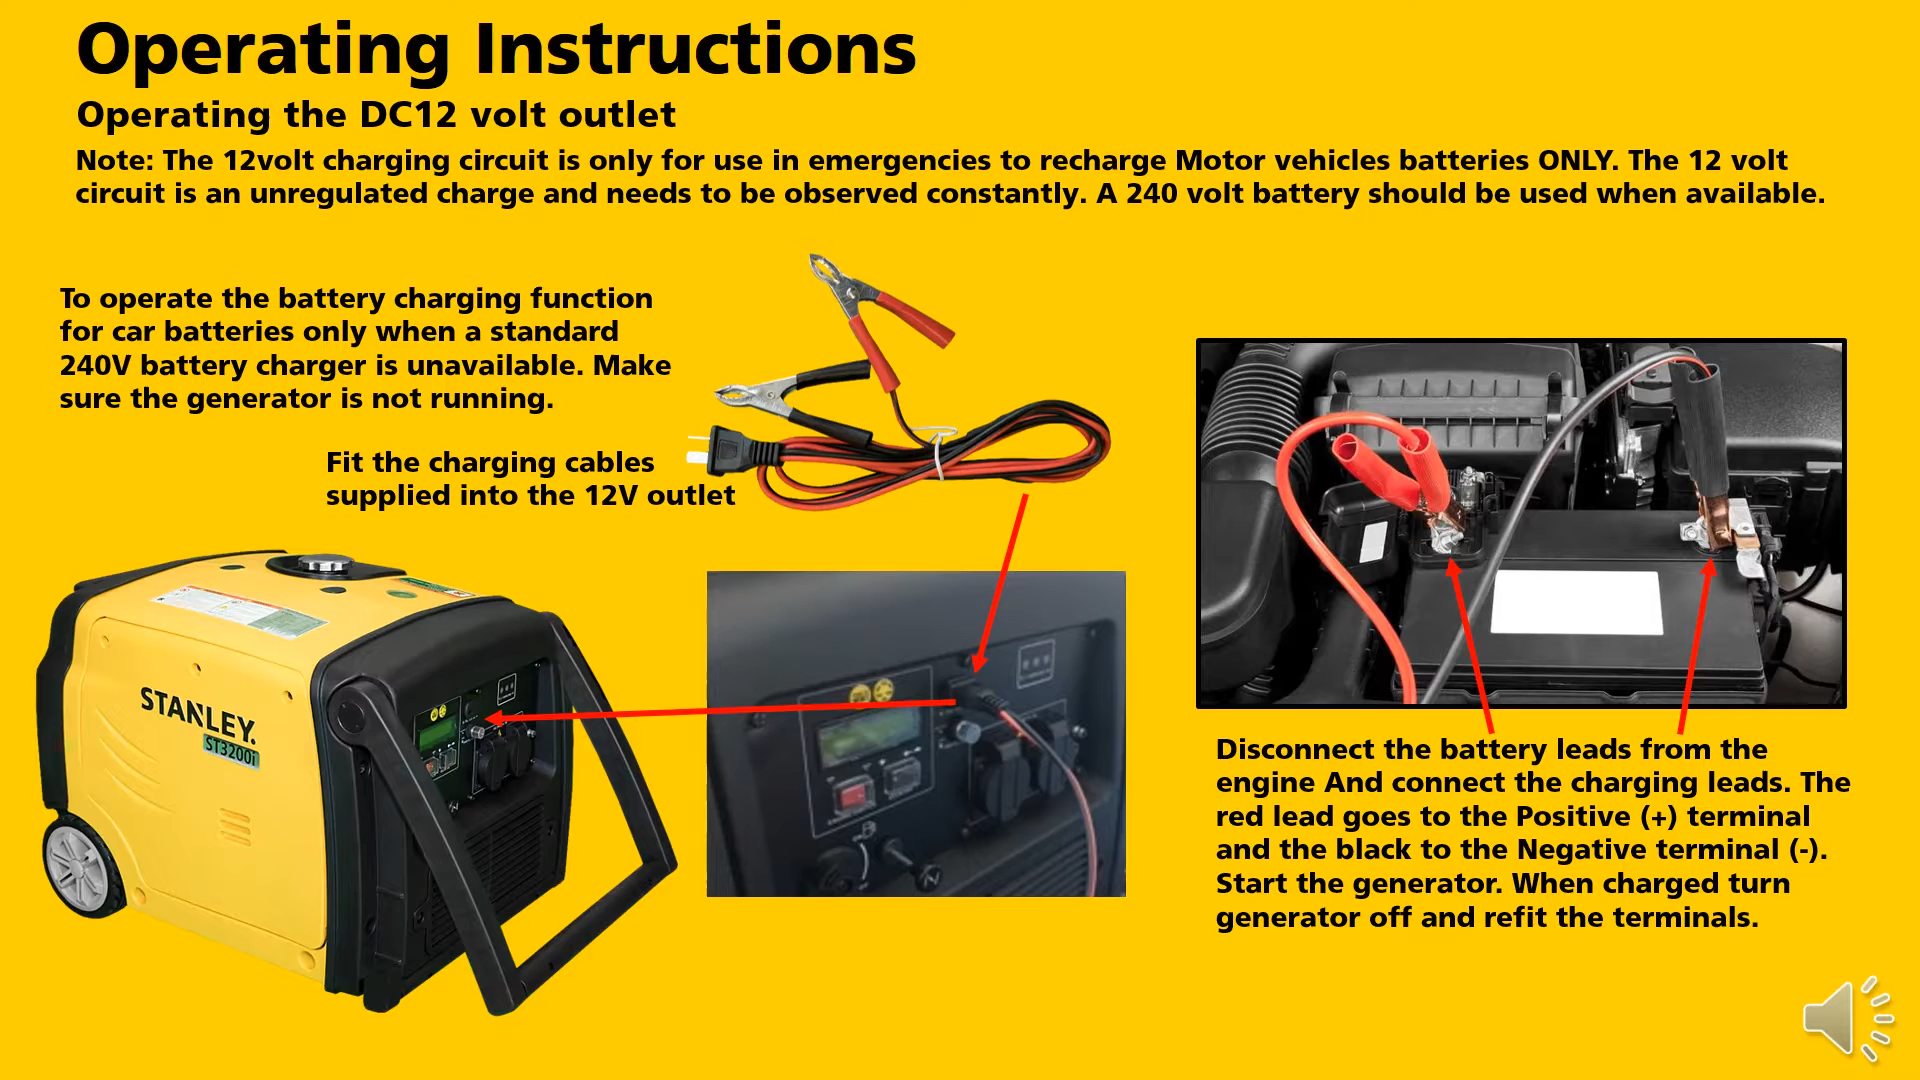 Operating Instructions
Operating the DC12 volt outlet
Note: The 12volt charging circuit is only for use in emergencies to recharge Motor vehicles batteries ONLY. The 12 volt
circuit is an unregulated charge and needs to be observed constantly. A 240 volt battery should be used when available.
To operate the battery charging function
for car batteries only when a standard
240V battery charger is unavailable. Make
sure the generator is not running.
Fit the charging cables
supplied into the 12V outlet
STANLEY.
ST3200i
Disconnect the battery leads from the
engine And connect the charging leads. The
red lead goes to the Positive (+) terminal
and the black to the Negative terminal (-).
Start the generator. When charged turn
generator off and refit the terminals.